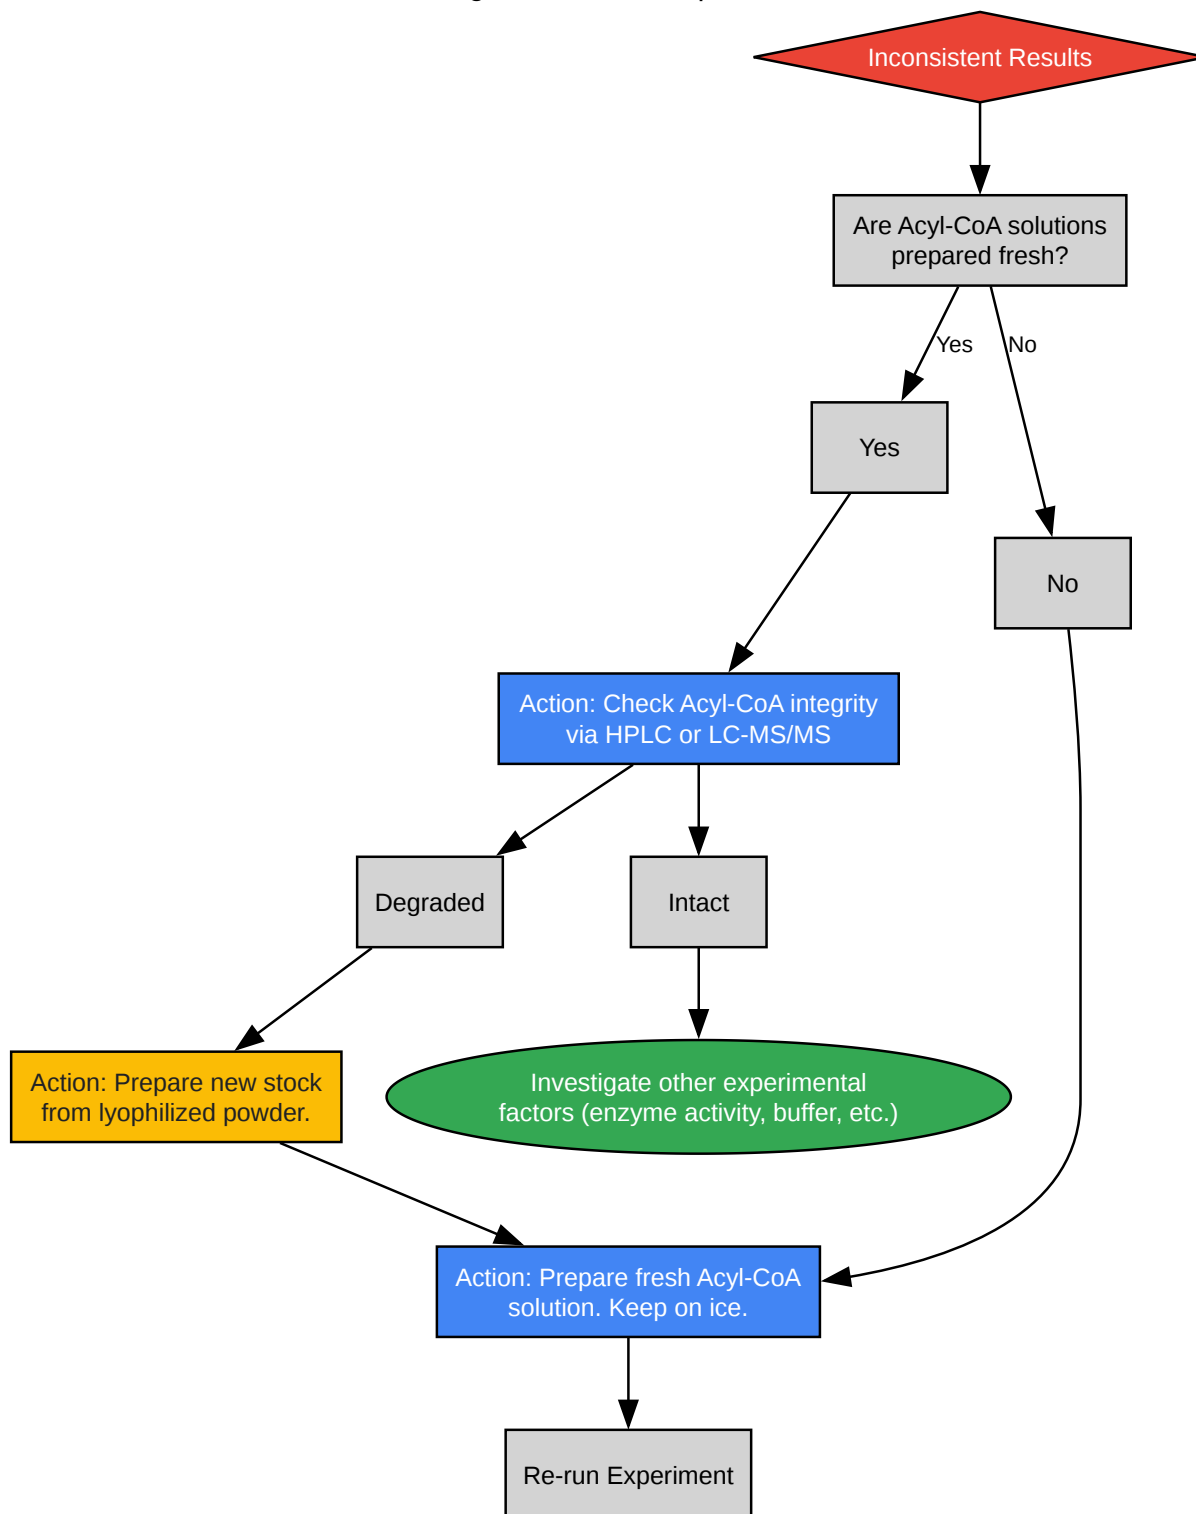 Inconsistent Results
Are Acyl-CoA solutions
prepared fresh?
Yes
No
Yes
No
Action: Check Acyl-CoA integrity
via HPLC or LC-MS/MS
Degraded
Intact
Action: Prepare new stock
from lyophilized powder.
Investigate other experimental
factors (enzyme activity, buffer, etc.)
Action: Prepare fresh Acyl-CoA
solution. Keep on ice.
Re-run Experiment